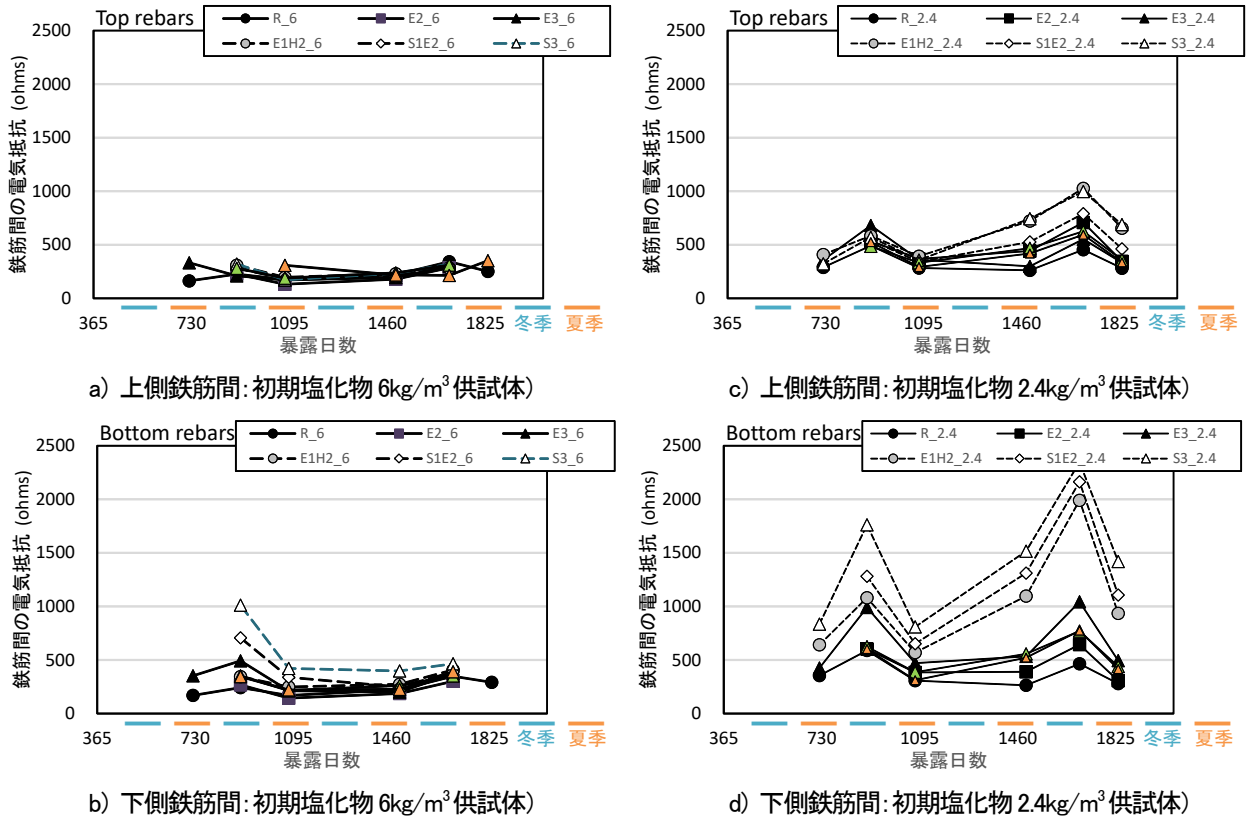 Top rebars
R_6 E2_6 E3_6
E1H2_6 S1E2_6 S3_6
2500
2000
1500
1000
500
0
鉄筋間の電気抵抗 (ohms)
365 730 1095 1460 1825 冬季 夏季
暴露日数
a) 上側鉄筋間：初期塩化物 6kg/m³ 供試体)
Top rebars
R_2.4 E2_2.4 E3_2.4
E1H2_2.4 S1E2_2.4 S3_2.4
2500
2000
1500
1000
500
0
鉄筋間の電気抵抗 (ohms)
365 730 1095 1460 1825 冬季 夏季
暴露日数
c) 上側鉄筋間：初期塩化物 2.4kg/m³ 供試体)
Bottom rebars
R_6 E2_6 E3_6
E1H2_6 S1E2_6 S3_6
2500
2000
1500
1000
500
0
鉄筋間の電気抵抗 (ohms)
365 730 1095 1460 1825 冬季 夏季
暴露日数
b) 下側鉄筋間：初期塩化物 6kg/m³ 供試体)
Bottom rebars
R_2.4 E2_2.4 E3_2.4
E1H2_2.4 S1E2_2.4 S3_2.4
2500
2000
1500
1000
500
0
鉄筋間の電気抵抗 (ohms)
365 730 1095 1460 1825 冬季 夏季
暴露日数
d) 下側鉄筋間：初期塩化物 2.4kg/m³ 供試体)